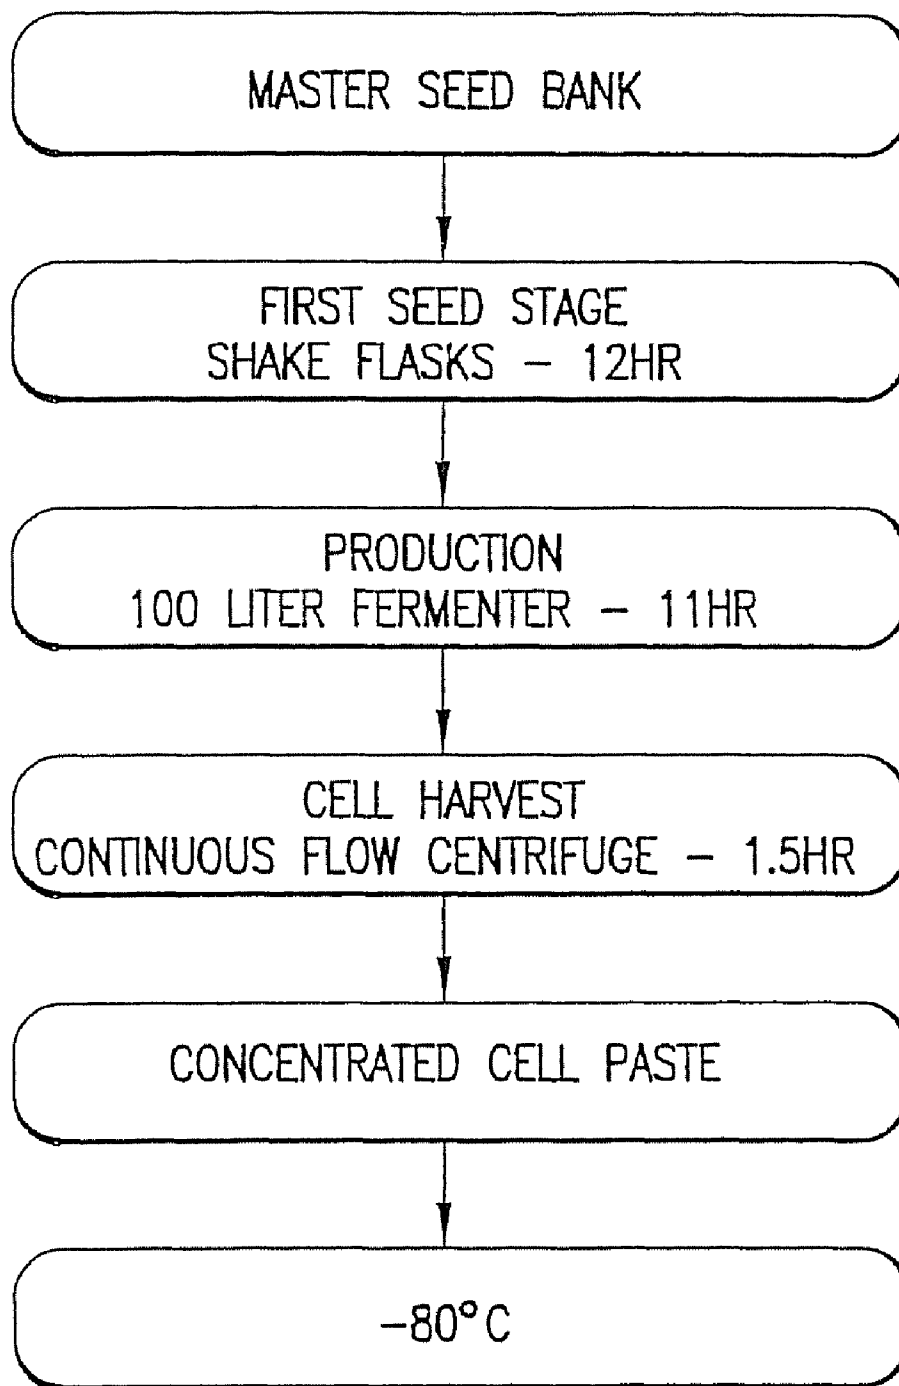 MASTER SEED BANK
FIRST SEED STAGE
SHAKE FLASKS – 12HR
PRODUCTION
100 LITER FERMENTER – 11HR
CELL HARVEST
CONTINUOUS FLOW CENTRIFUGE – 1.5HR
CONCENTRATED CELL PASTE
–80°C